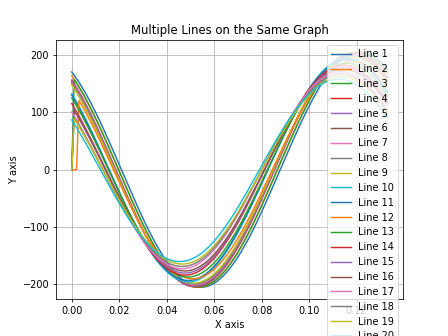 Multiple Lines on the Same Graph
200
100
0
−100
−200
Y axis
0.00
0.02
0.04
0.06
0.08
0.10
X axis
Line 1
Line 2
Line 3
Line 4
Line 5
Line 6
Line 7
Line 8
Line 9
Line 10
Line 11
Line 12
Line 13
Line 14
Line 15
Line 16
Line 17
Line 18
Line 19
Line 20